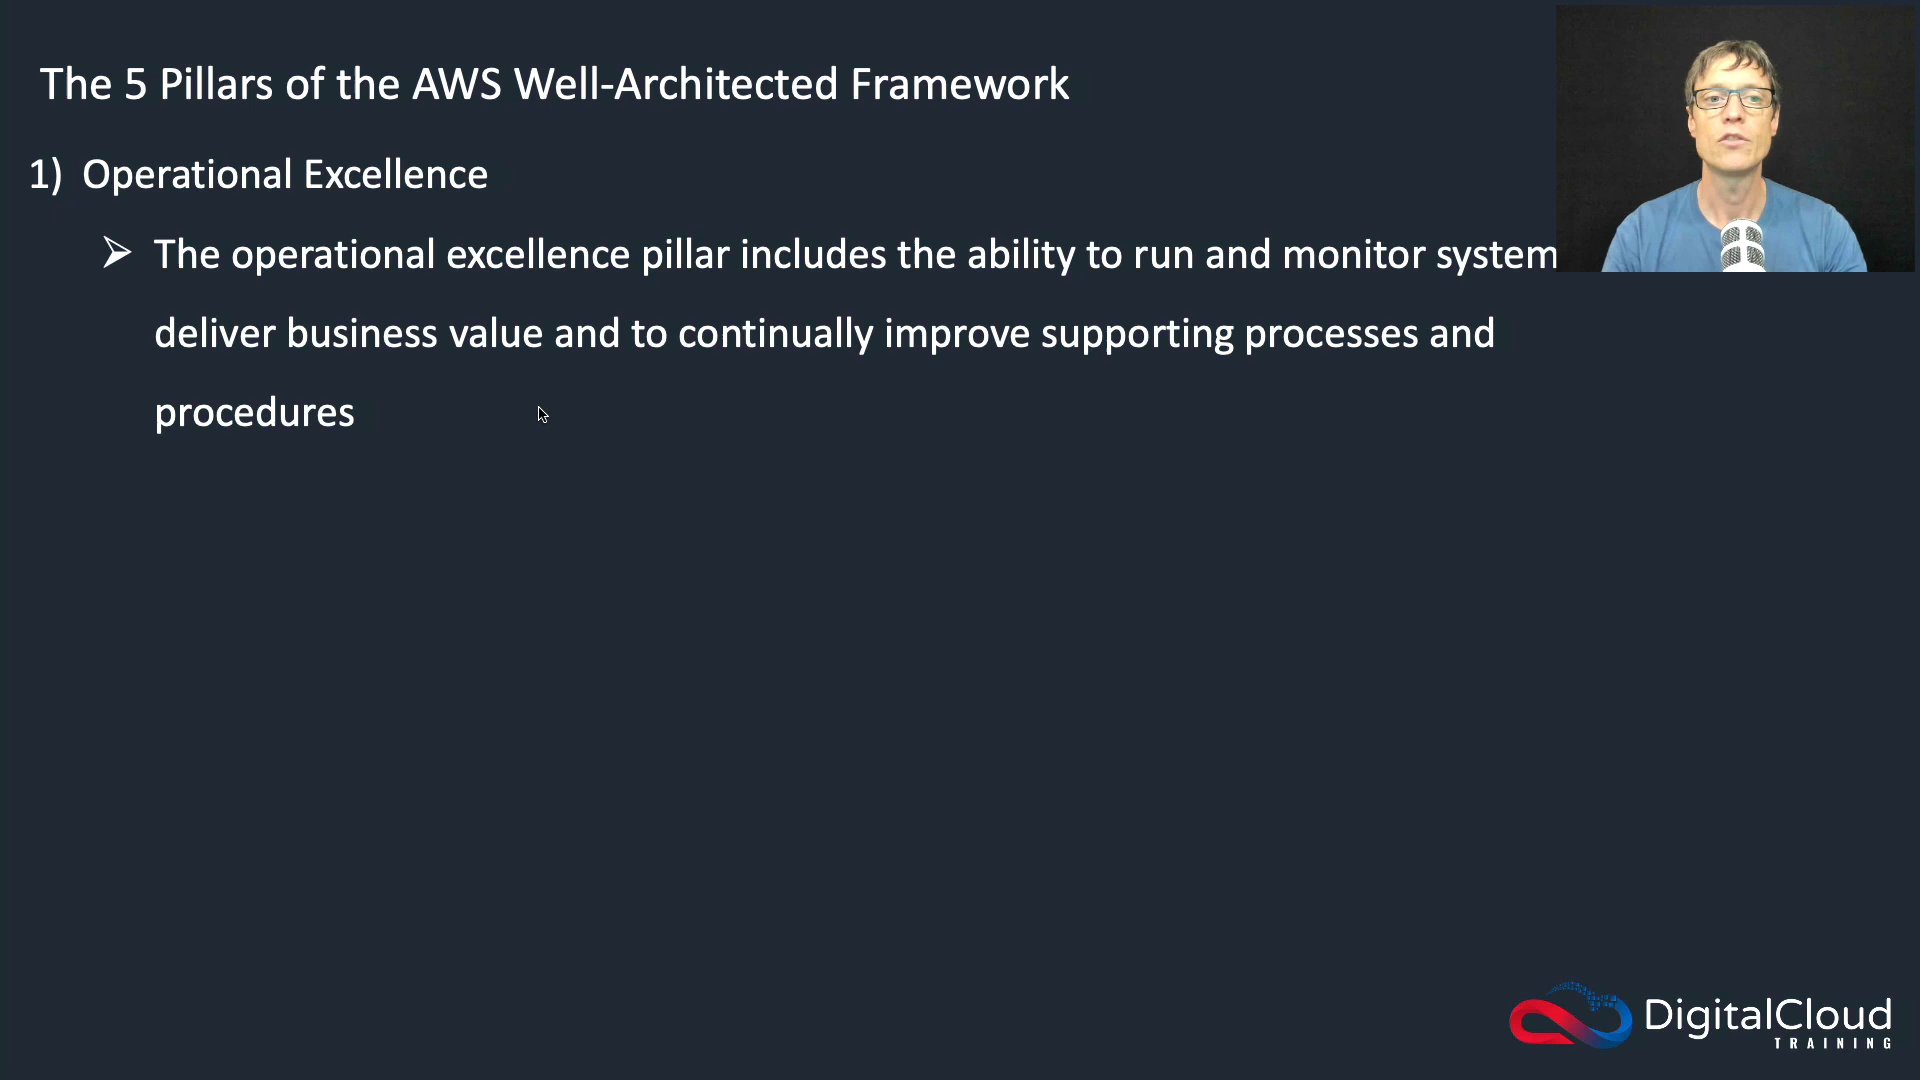 The 5 Pillars of the AWS Well-Architected Framework
1) Operational Excellence
➢ The operational excellence pillar includes the ability to run and monitor system
deliver business value and to continually improve supporting processes and
procedures
DigitalCloud
TRAINING